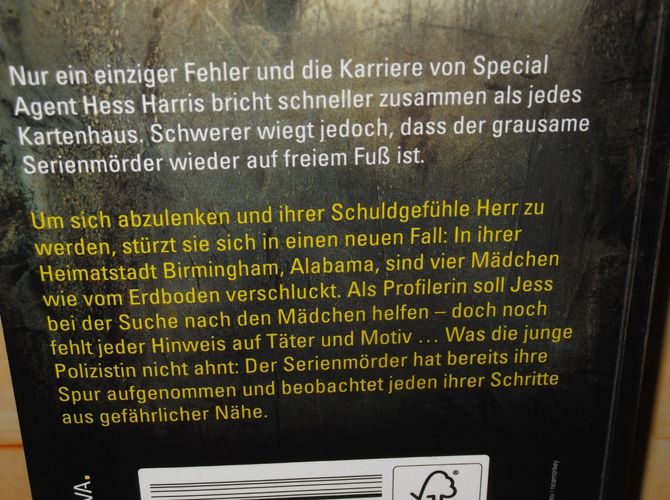 Nur ein einziger Fehler und die Karriere von Special
Agent Hess Harris bricht schneller zusammen als jedes
Kartenhaus. Schwerer wiegt jedoch, dass der grausame
Serienmörder wieder auf freiem Fuß ist.
Um sich abzulenken und ihrer Schuldgefühle Herr zu
werden, stürzt sie sich in einen neuen Fall: In ihrer
Heimatstadt Birmingham, Alabama, sind vier Mädchen
wie vom Erdboden verschluckt. Als Profilerin soll Jess
bei der Suche nach den Mädchen helfen – doch noch
fehlt jeder Hinweis auf Täter und Motiv … Was die junge
Polizistin nicht ahnt: Der Serienmörder hat bereits ihre
Spur aufgenommen und beobachtet jeden ihrer Schritte
aus gefährlicher Nähe.